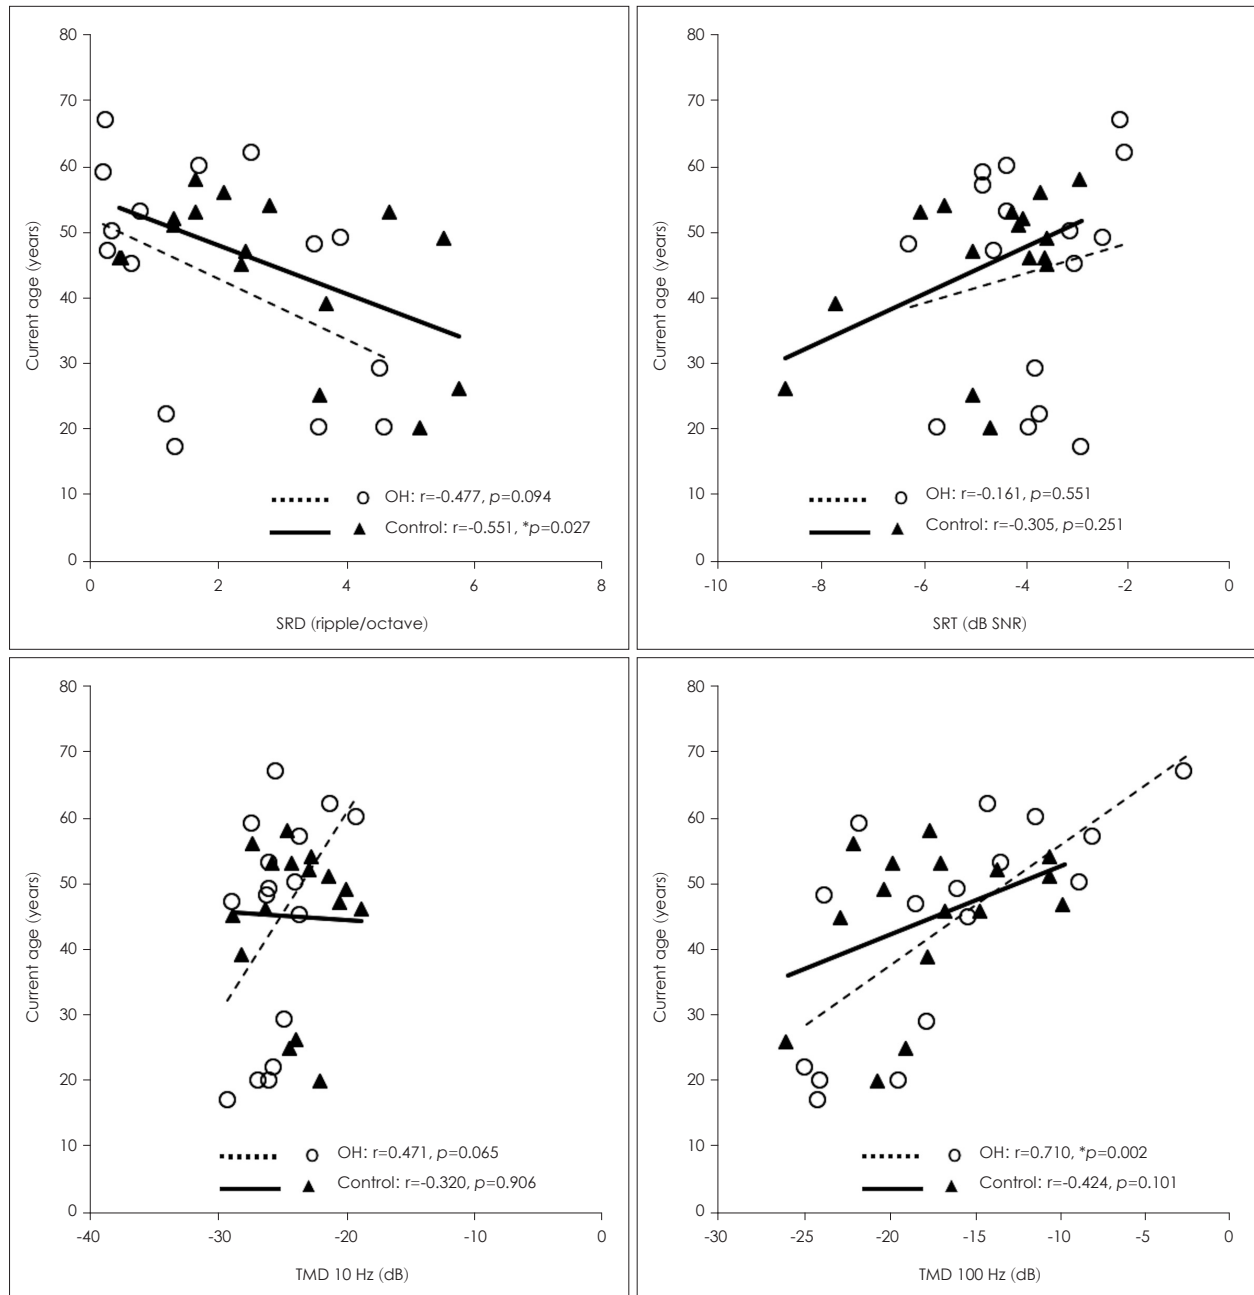 80
70
60
50
40
30
20
10
0
Current age (years)
0 2 4 6 8
SRD (ripple/octave)
OH: r=-0.477, p=0.094
Control: r=-0.551, *p=0.027
80
70
60
50
40
30
20
10
0
Current age (years)
-10 -8 -6 -4 -2 0
SRT (dB SNR)
OH: r=-0.161, p=0.551
Control: r=-0.305, p=0.251
80
70
60
50
40
30
20
10
0
Current age (years)
-40 -30 -20 -10 0
TMD 10 Hz (dB)
OH: r=0.471, p=0.065
Control: r=-0.320, p=0.906
80
70
60
50
40
30
20
10
0
Current age (years)
-30 -25 -20 -15 -10 -5 0
TMD 100 Hz (dB)
OH: r=0.710, *p=0.002
Control: r=-0.424, p=0.101